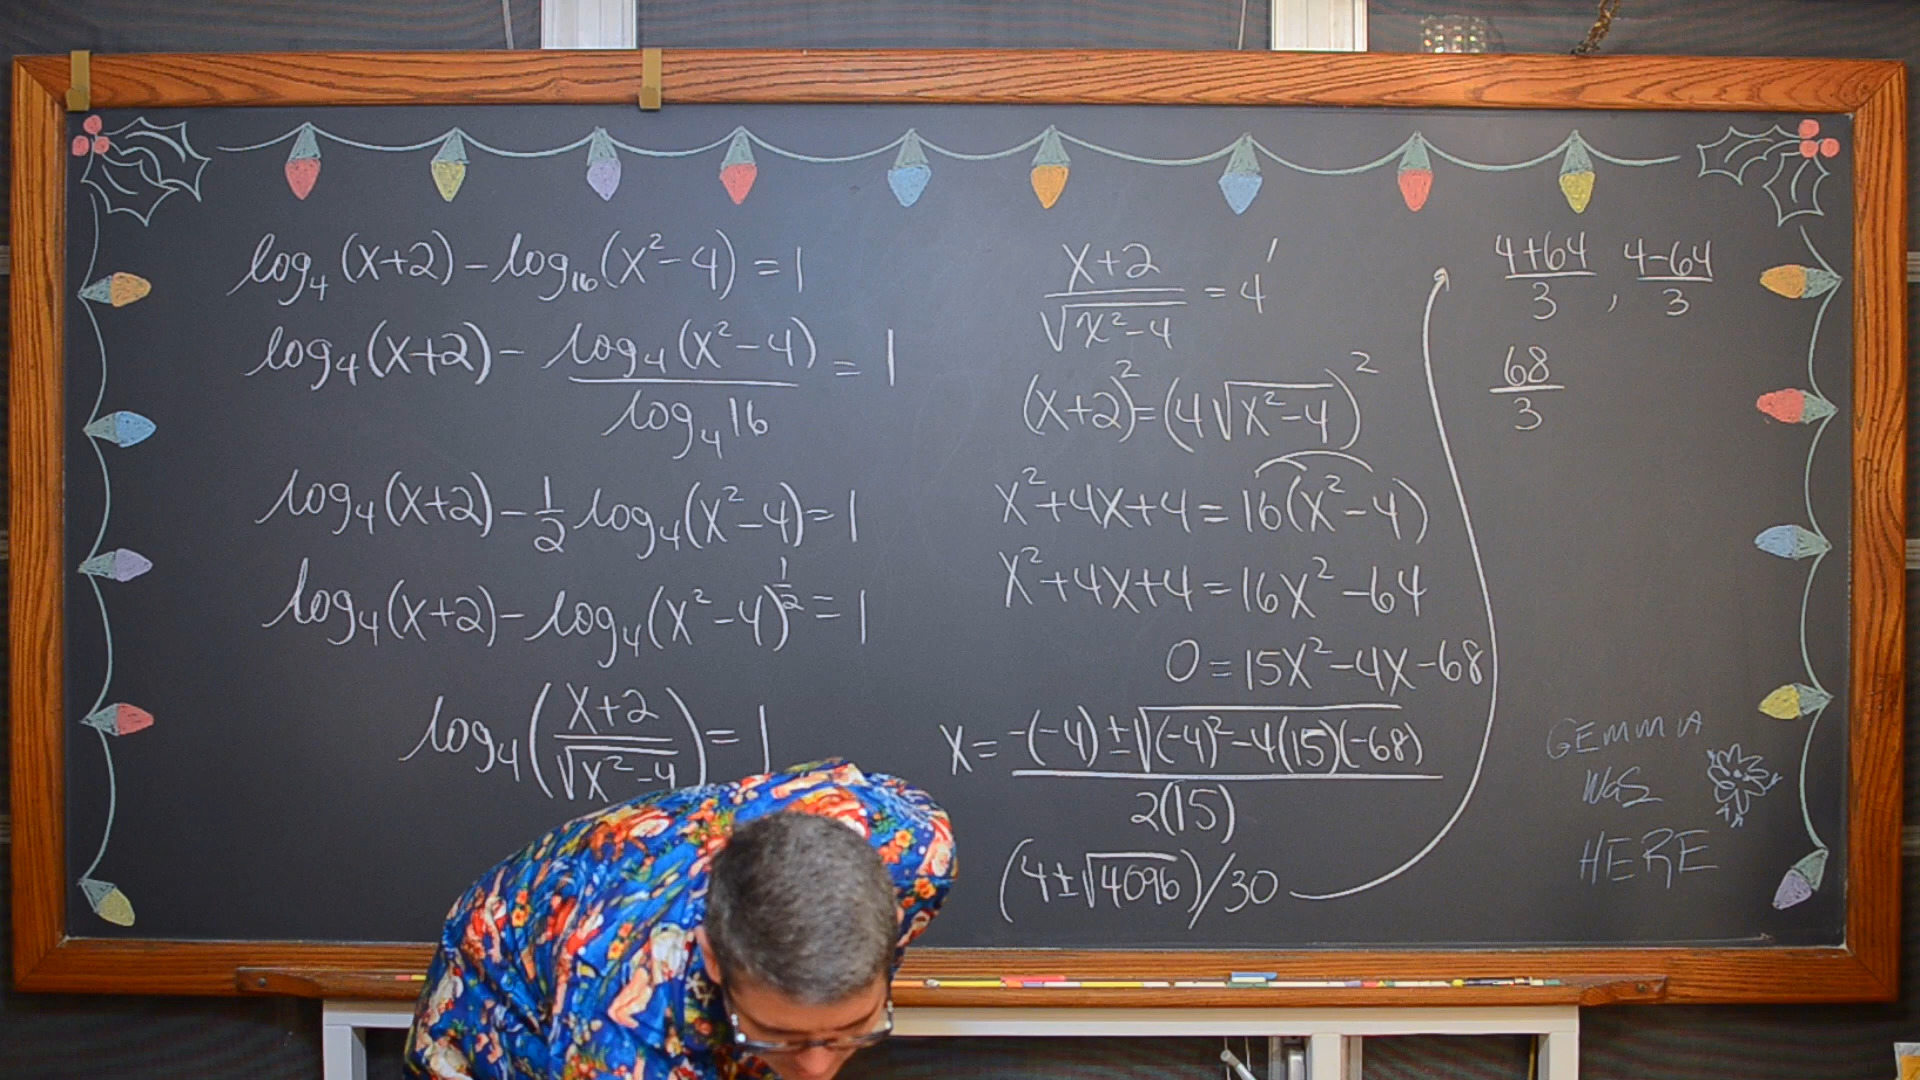 log₄(x+2)-log₁₆(x²-4)=1
log₄(x+2)-log₄(x²-4)/log₄16=1
log₄(x+2)-1/2 log₄(x²-4)=1
log₄(x+2)-log₄(x²-4)^(1/2)=1
log₄((x+2)/√(x²-4))=1
(x+2)/√(x²-4)=4¹
(x+2)²=(4√(x²-4))²
x²+4x+4=16(x²-4)
x²+4x+4=16x²-64
0=15x²-4x-68
x=(-(-4)±√((-4)²-4(15)(-68)))/2(15)
(4±√4096)/30
(4+64)/3, (4-64)/3
68/3
GEMMA
WAS
HERE